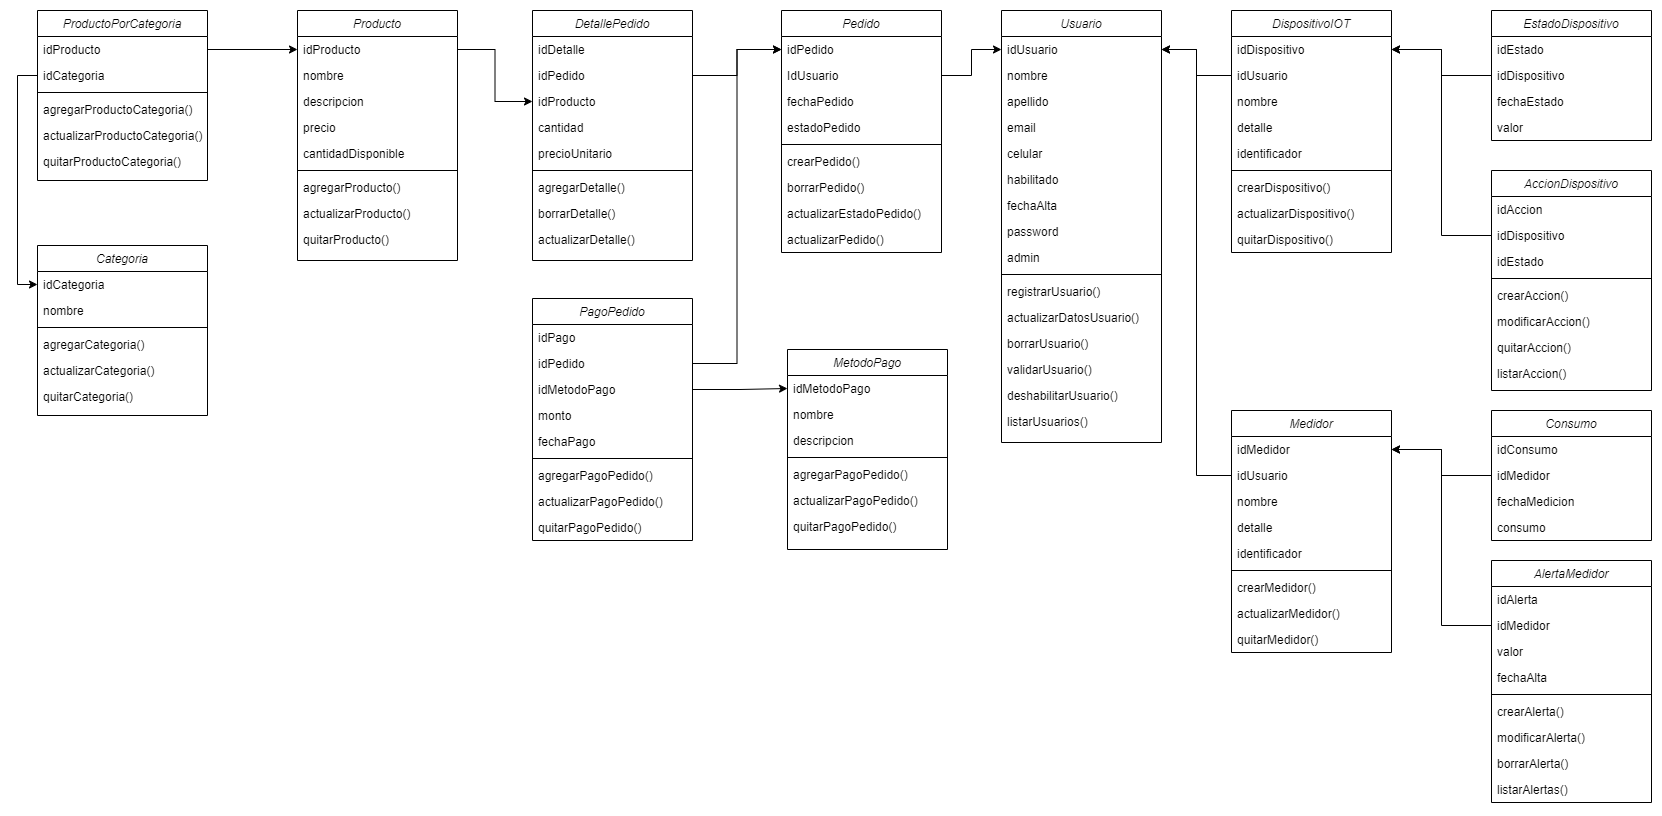 ProductoPorCategoria
idProducto
idCategoria
agregarProductoCategoria()
actualizarProductoCategoria()
quitarProductoCategoria()
Categoria
idCategoria
nombre
agregarCategoria()
actualizarCategoria()
quitarCategoria()
Producto
idProducto
nombre
descripcion
precio
cantidadDisponible
agregarProducto()
actualizarProducto()
quitarProducto()
DetallePedido
idDetalle
idPedido
idProducto
cantidad
precioUnitario
agregarDetalle()
borrarDetalle()
actualizarDetalle()
PagoPedido
idPago
idPedido
idMetodoPago
monto
fechaPago
agregarPagoPedido()
actualizarPagoPedido()
quitarPagoPedido()
Pedido
idPedido
IdUsuario
fechaPedido
estadoPedido
crearPedido()
borrarPedido()
actualizarEstadoPedido()
actualizarPedido()
MetodoPago
idMetodoPago
nombre
descripcion
agregarPagoPedido()
actualizarPagoPedido()
quitarPagoPedido()
Usuario
idUsuario
nombre
apellido
email
celular
habilitado
fechaAlta
password
admin
registrarUsuario()
actualizarDatosUsuario()
borrarUsuario()
validarUsuario()
deshabilitarUsuario()
listarUsuarios()
DispositivoIOT
idDispositivo
idUsuario
nombre
detalle
identificador
crearDispositivo()
actualizarDispositivo()
quitarDispositivo()
Medidor
idMedidor
idUsuario
nombre
detalle
identificador
crearMedidor()
actualizarMedidor()
quitarMedidor()
EstadoDispositivo
idEstado
idDispositivo
fechaEstado
valor
AccionDispositivo
idAccion
idDispositivo
idEstado
crearAccion()
modificarAccion()
quitarAccion()
listarAccion()
Consumo
idConsumo
idMedidor
fechaMedicion
consumo
AlertaMedidor
idAlerta
idMedidor
valor
fechaAlta
crearAlerta()
modificarAlerta()
borrarAlerta()
listarAlertas()